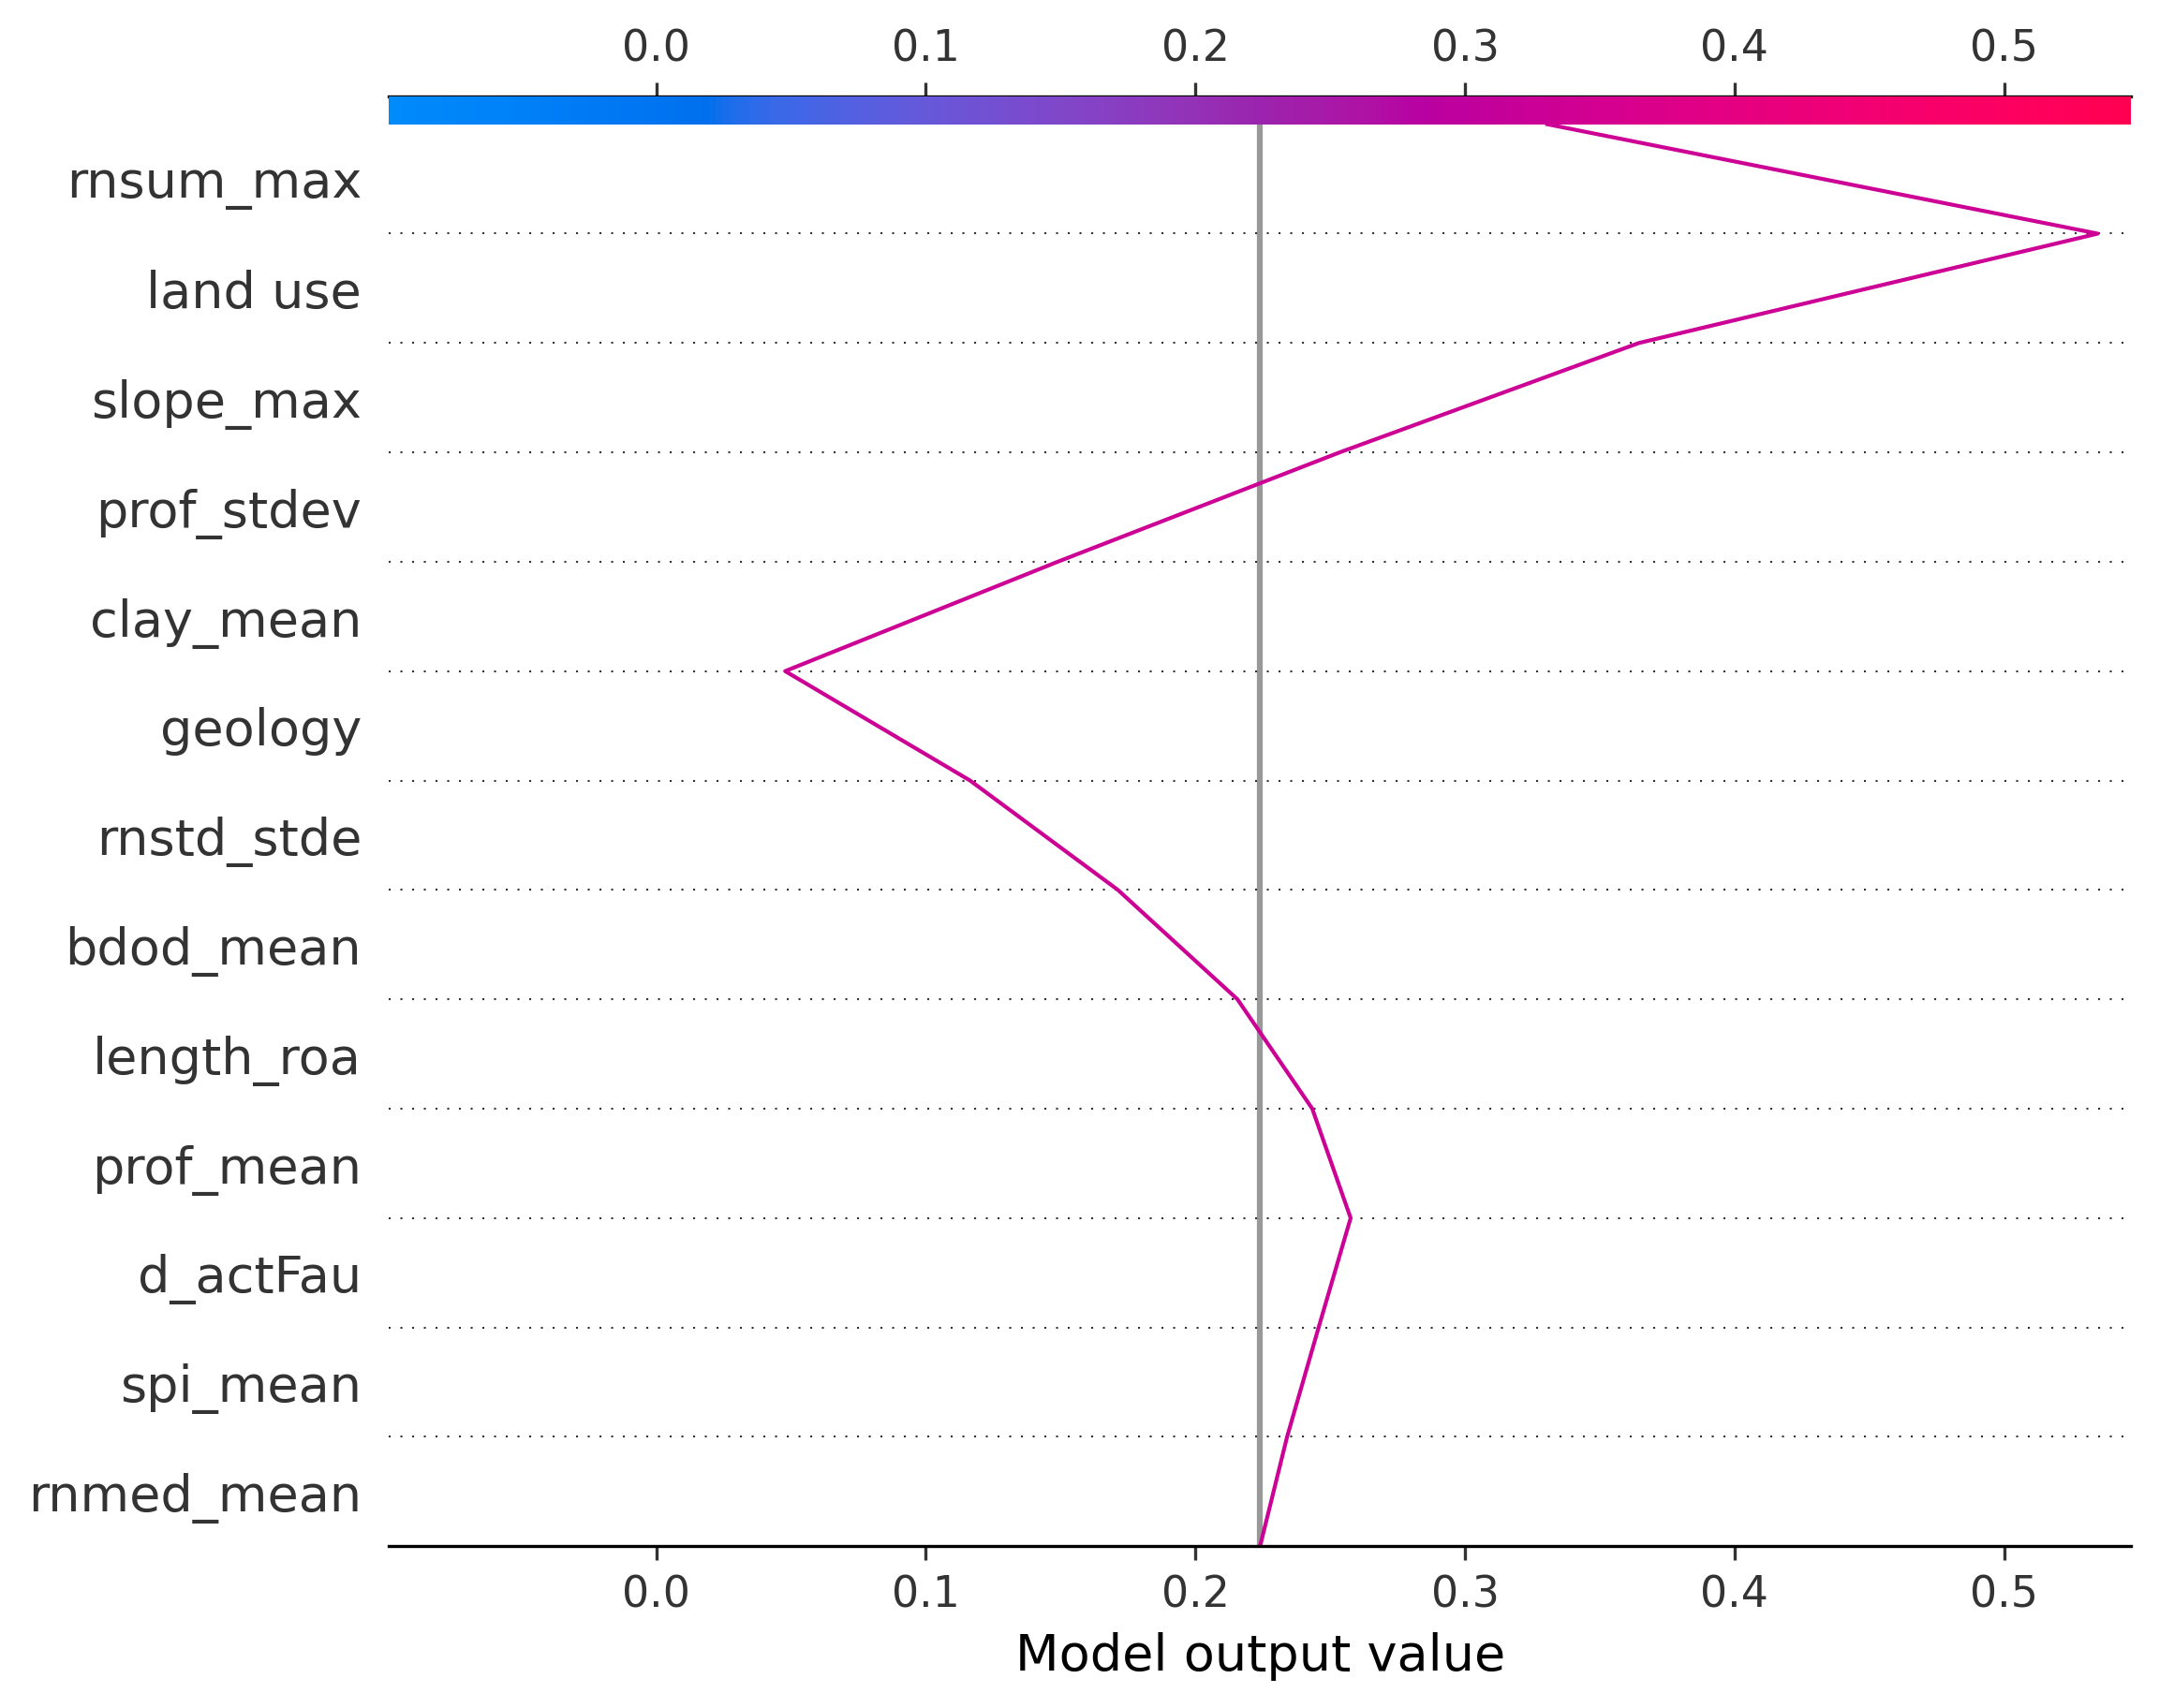 0.0 0.1 0.2 0.3 0.4 0.5
rnsum_max
land use
slope_max
prof_stdev
clay_mean
geology
rnstd_stde
bdod_mean
length_roa
prof_mean
d_actFau
spi_mean
rnmed_mean
0.0 0.1 0.2 0.3 0.4 0.5
Model output value